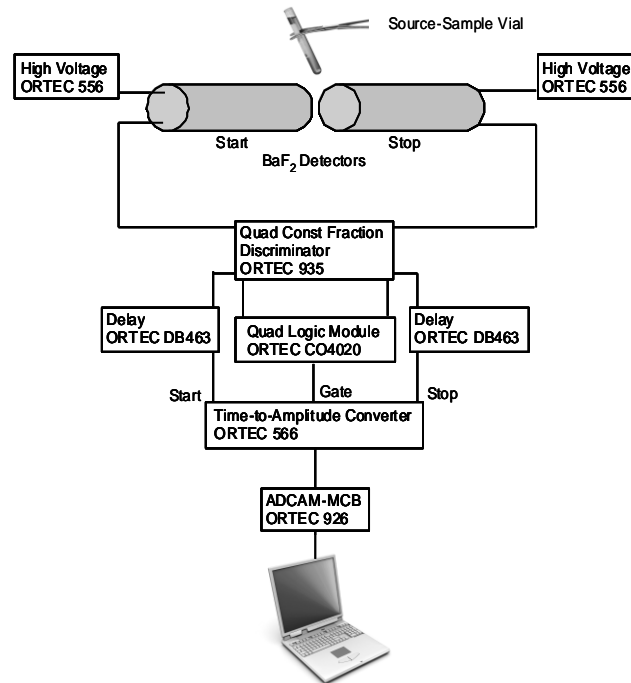 Source-Sample Vial
High Voltage
ORTEC 556
High Voltage
ORTEC 556
Start
Stop
BaF2 Detectors
Quad Const Fraction
Discriminator
ORTEC 935
Delay
ORTEC DB463
Quad Logic Module
ORTEC CO4020
Delay
ORTEC DB463
Start
Gate
Stop
Time-to-Amplitude Converter
ORTEC 566
ADCAM-MCB
ORTEC 926